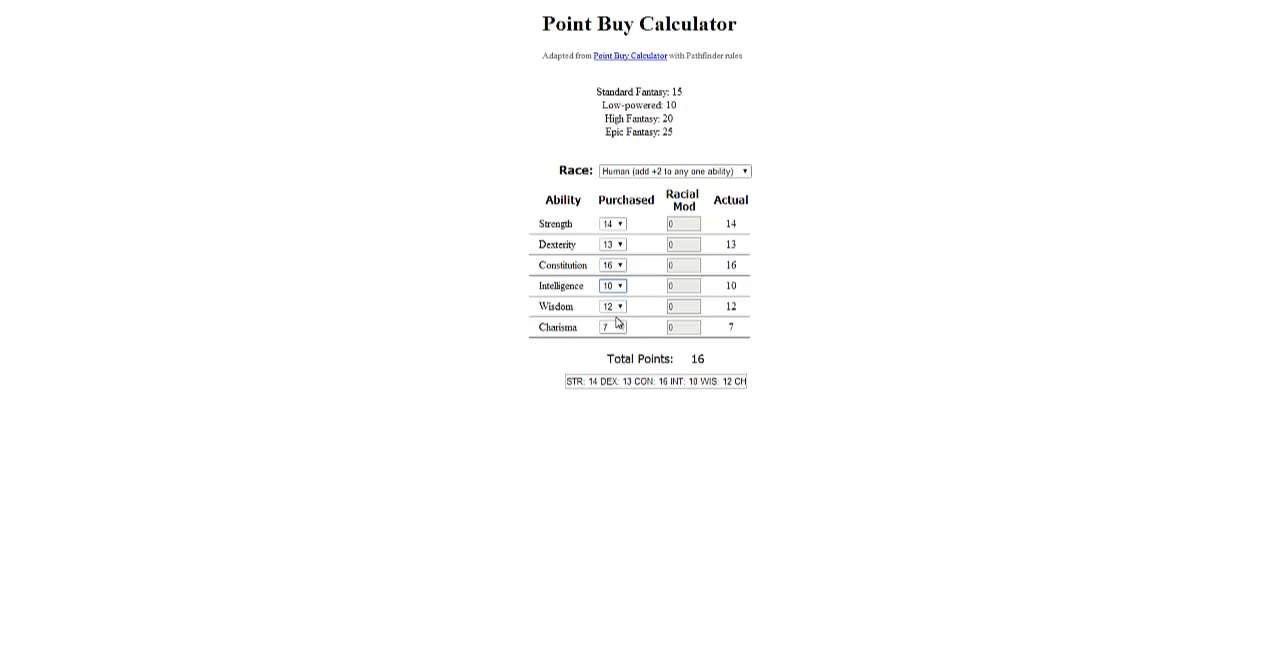 Point Buy Calculator
Adapted from Point Buy Calculator with Pathfinder rules
Standard Fantasy: 15
Low-powered: 10
High Fantasy: 20
Epic Fantasy: 25
Race: Human (add +2 to any one ability)
Ability Purchased Racial Mod Actual
Strength 14 0 14
Dexterity 13 0 13
Constitution 16 0 16
Intelligence 10 0 10
Wisdom 12 0 12
Charisma 7 0 7
Total Points: 16
STR: 14 DEX: 13 CON: 16 INT: 10 WIS: 12 CH